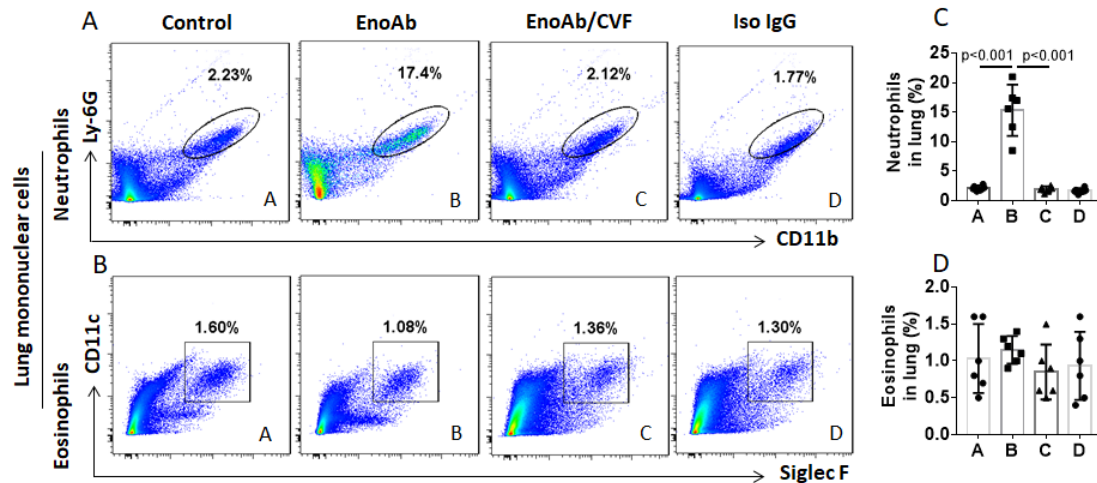 A
Control
EnoAb
EnoAb/CVF
Iso IgG
Lung mononuclear cells
Neutrophils
Ly-6G
2.23%
17.4%
2.12%
1.77%
A
B
C
D
CD11b
B
Eosinophils
CD11c
1.60%
1.08%
1.36%
1.30%
A
B
C
D
Siglec F
C
p<0.001
p<0.001
Neutrophils
in lung (%)
25
20
15
10
5
0
A B C D
D
Eosinophils
in lung (%)
2.0
1.5
1.0
0.5
0.0
A B C D